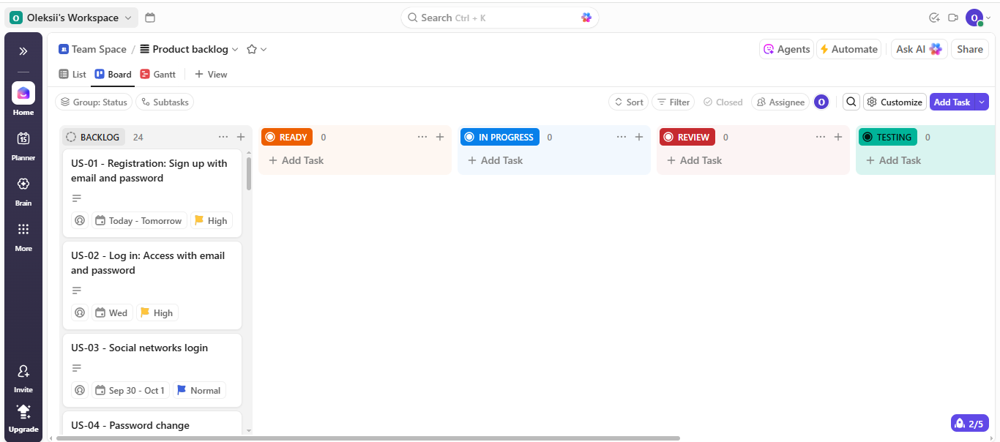 O Oleksii's Workspace
Search Ctrl + K
O
Team Space / Product backlog
Agents
Automate
Ask AI
Share
List
Board
Gantt
+ View
Group: Status
Subtasks
Sort
Filter
Closed
Assignee
O
Customize
Add Task
Home
15
Planner
Brain
More
Invite
Upgrade
BACKLOG 24
US-01 - Registration: Sign up with
email and password
Today - Tomorrow
High
US-02 - Log in: Access with email
and password
Wed
High
US-03 - Social networks login
Sep 30 - Oct 1
Normal
US-04 - Password change
READY 0
+ Add Task
IN PROGRESS 0
+ Add Task
REVIEW 0
+ Add Task
TESTING 0
+ Add Task
2/5